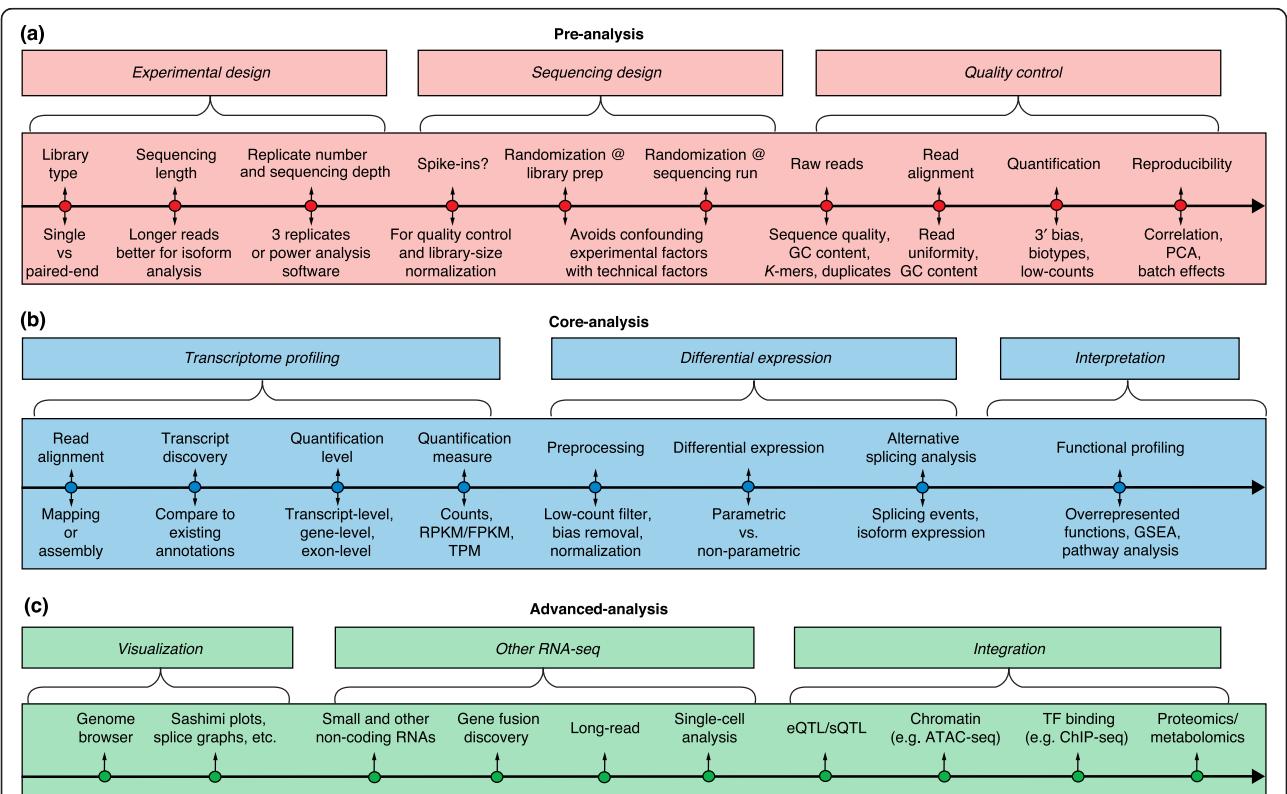 (a)
Pre-analysis
Experimental design
Sequencing design
Quality control
Library
type
Sequencing
length
Replicate number
and sequencing depth
Spike-ins?
Randomization @
library prep
Randomization @
sequencing run
Raw reads
Read
alignment
Quantification
Reproducibility
Single
vs
paired-end
Longer reads
better for isoform
analysis
3 replicates
or power analysis
software
For quality control
and library-size
normalization
Avoids confounding
experimental factors
with technical factors
Sequence quality,
GC content,
K-mers, duplicates
Read
uniformity,
GC content
3′ bias,
biotypes,
low-counts
Correlation,
PCA,
batch effects
(b)
Core-analysis
Transcriptome profiling
Differential expression
Interpretation
Read
alignment
Transcript
discovery
Quantification
level
Quantification
measure
Preprocessing
Differential expression
Alternative
splicing analysis
Functional profiling
Mapping
or
assembly
Compare to
existing
annotations
Transcript-level,
gene-level,
exon-level
Counts,
RPKM/FPKM,
TPM
Low-count filter,
bias removal,
normalization
Parametric
vs.
non-parametric
Splicing events,
isoform expression
Overrepresented
functions, GSEA,
pathway analysis
(c)
Advanced-analysis
Visualization
Other RNA-seq
Integration
Genome
browser
Sashimi plots,
splice graphs, etc.
Small and other
non-coding RNAs
Gene fusion
discovery
Long-read
Single-cell
analysis
eQTL/sQTL
Chromatin
(e.g. ATAC-seq)
TF binding
(e.g. ChIP-seq)
Proteomics/
metabolomics